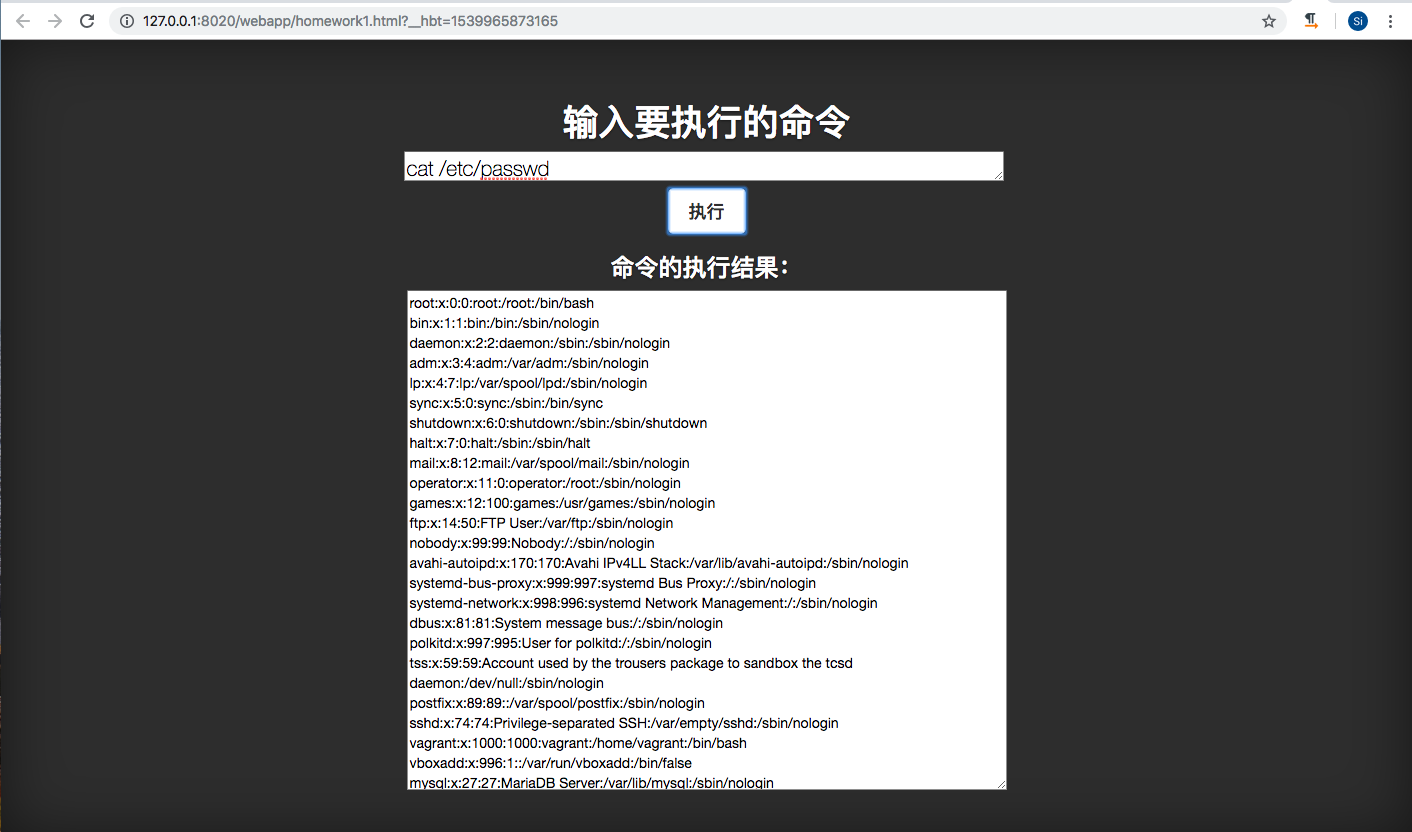 127.0.0.1:8020/webapp/homework1.html?__hbt=1539965873165
Si
输入要执行的命令
cat /etc/passwd
执行
命令的执行结果：
root:x:0:0:root:/root:/bin/bash
bin:x:1:1:bin:/bin:/sbin/nologin
daemon:x:2:2:daemon:/sbin:/sbin/nologin
adm:x:3:4:adm:/var/adm:/sbin/nologin
lp:x:4:7:lp:/var/spool/lpd:/sbin/nologin
sync:x:5:0:sync:/sbin:/bin/sync
shutdown:x:6:0:shutdown:/sbin:/sbin/shutdown
halt:x:7:0:halt:/sbin:/sbin/halt
mail:x:8:12:mail:/var/spool/mail:/sbin/nologin
operator:x:11:0:operator:/root:/sbin/nologin
games:x:12:100:games:/usr/games:/sbin/nologin
ftp:x:14:50:FTP User:/var/ftp:/sbin/nologin
nobody:x:99:99:Nobody:/:/sbin/nologin
avahi-autoipd:x:170:170:Avahi IPv4LL Stack:/var/lib/avahi-autoipd:/sbin/nologin
systemd-bus-proxy:x:999:997:systemd Bus Proxy:/:/sbin/nologin
systemd-network:x:998:996:systemd Network Management:/:/sbin/nologin
dbus:x:81:81:System message bus:/:/sbin/nologin
polkitd:x:997:995:User for polkitd:/:/sbin/nologin
tss:x:59:59:Account used by the trousers package to sandbox the tcsd
daemon:/dev/null:/sbin/nologin
postfix:x:89:89::/var/spool/postfix:/sbin/nologin
sshd:x:74:74:Privilege-separated SSH:/var/empty/sshd:/sbin/nologin
vagrant:x:1000:1000:vagrant:/home/vagrant:/bin/bash
vboxadd:x:996:1::/var/run/vboxadd:/bin/false
mysql:x:27:27:MariaDB Server:/var/lib/mysql:/sbin/nologin